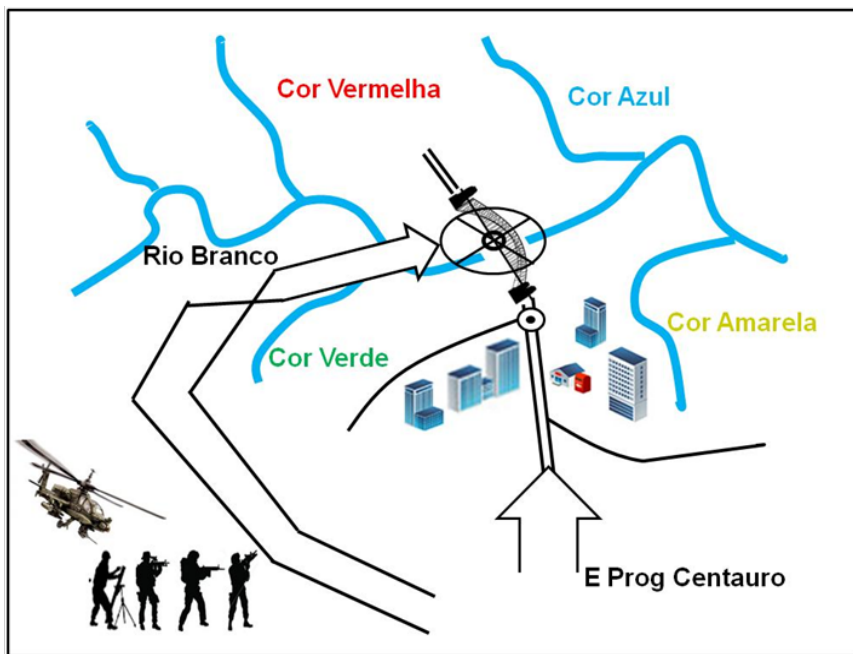 Cor Vermelha
Cor Azul
Rio Branco
Cor Verde
Cor Amarela
E Prog Centauro